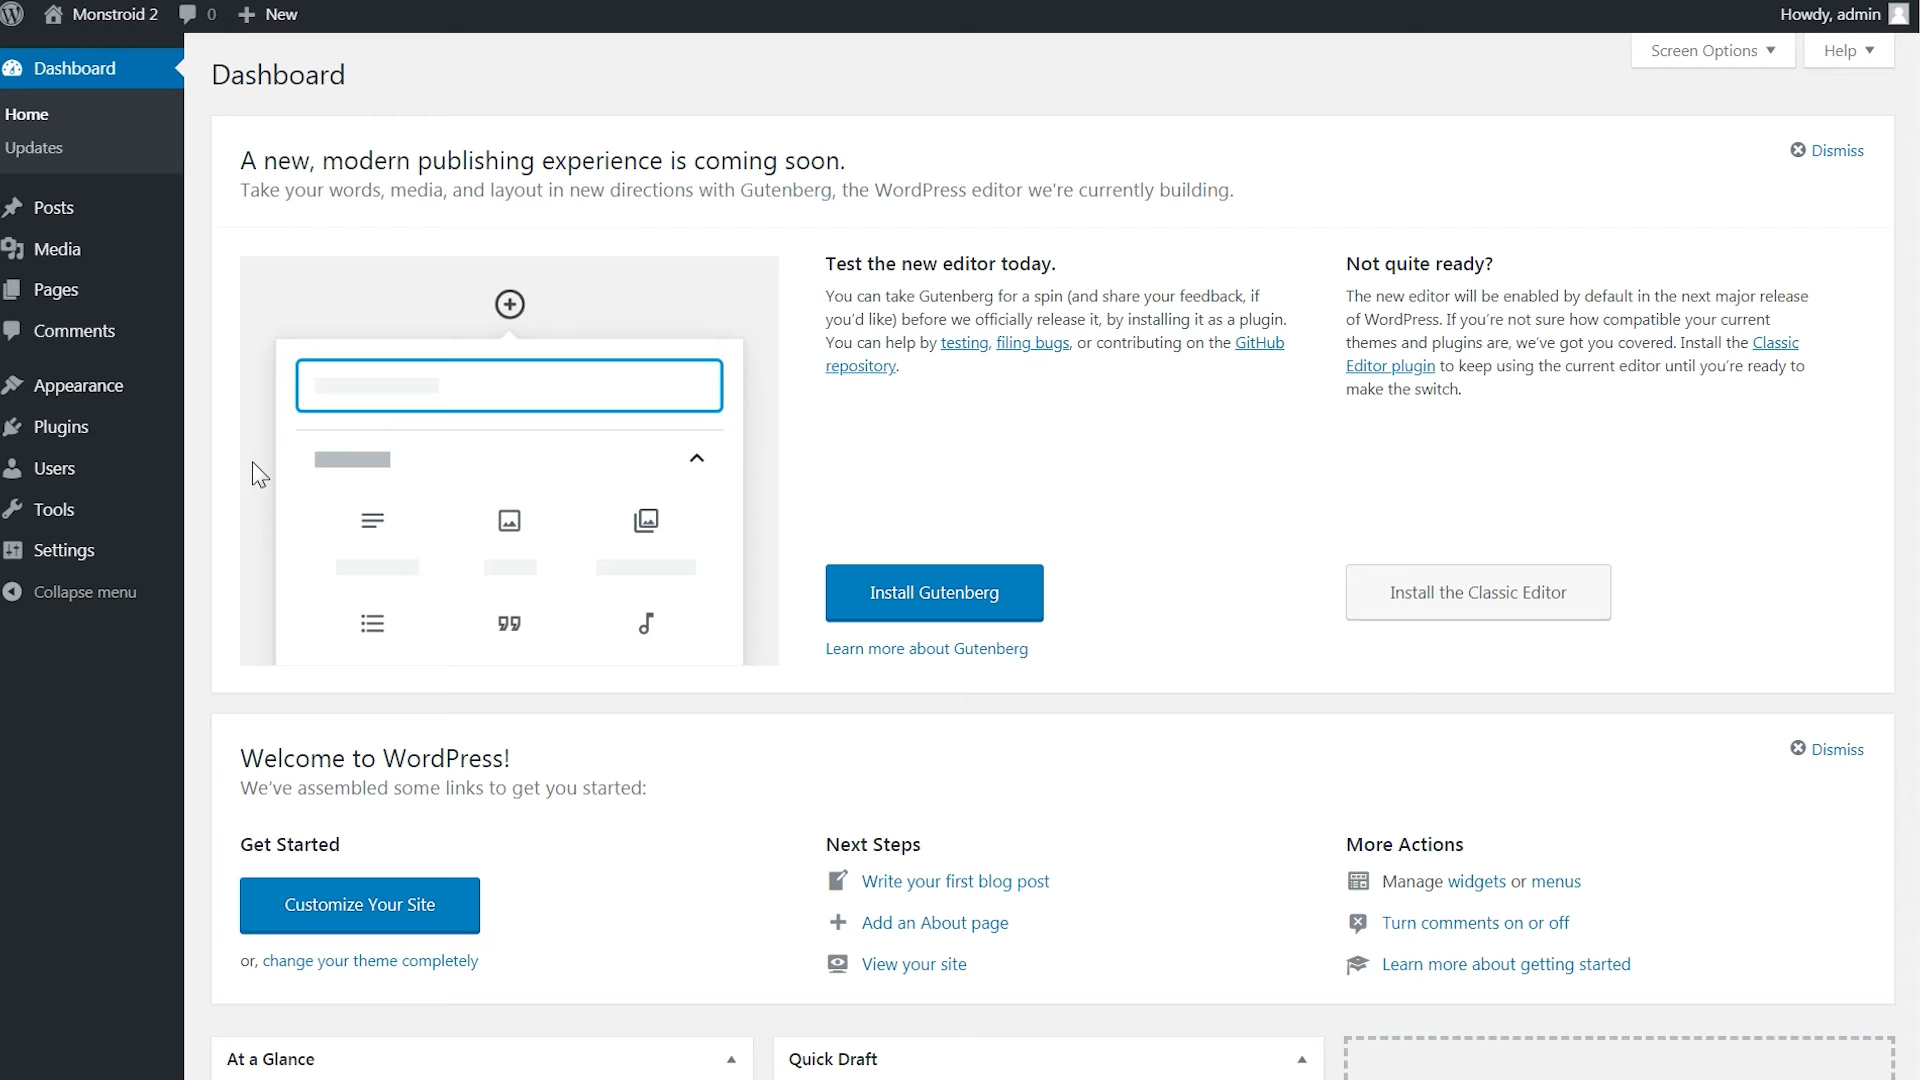 Monstroid 2
0
New
Howdy, admin
Dashboard
Home
Updates
Posts
Media
Pages
Comments
Appearance
Plugins
Users
Tools
Settings
Collapse menu
Screen Options
Help
Dashboard
A new, modern publishing experience is coming soon.
Dismiss
Take your words, media, and layout in new directions with Gutenberg, the WordPress editor we're currently building.
Test the new editor today.
You can take Gutenberg for a spin (and share your feedback, if
you'd like) before we officially release it, by installing it as a plugin.
You can help by testing, filing bugs, or contributing on the GitHub
repository.
Install Gutenberg
Learn more about Gutenberg
Not quite ready?
The new editor will be enabled by default in the next major release
of WordPress. If you're not sure how compatible your current
themes and plugins are, we've got you covered. Install the Classic
Editor plugin to keep using the current editor until you're ready to
make the switch.
Install the Classic Editor
Welcome to WordPress!
Dismiss
We've assembled some links to get you started:
Get Started
Customize Your Site
or, change your theme completely
Next Steps
Write your first blog post
Add an About page
View your site
More Actions
Manage widgets or menus
Turn comments on or off
Learn more about getting started
At a Glance
Quick Draft